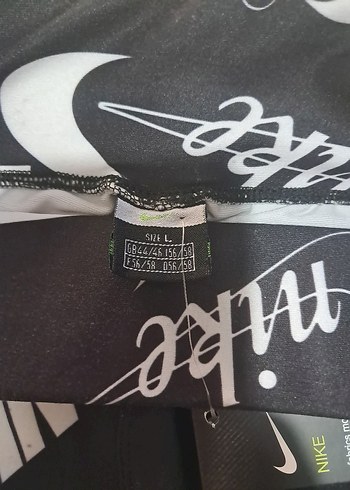 Nike
SIZE L
GB44/46 I56/58
F56/58 D56/58
Nike
NIKE